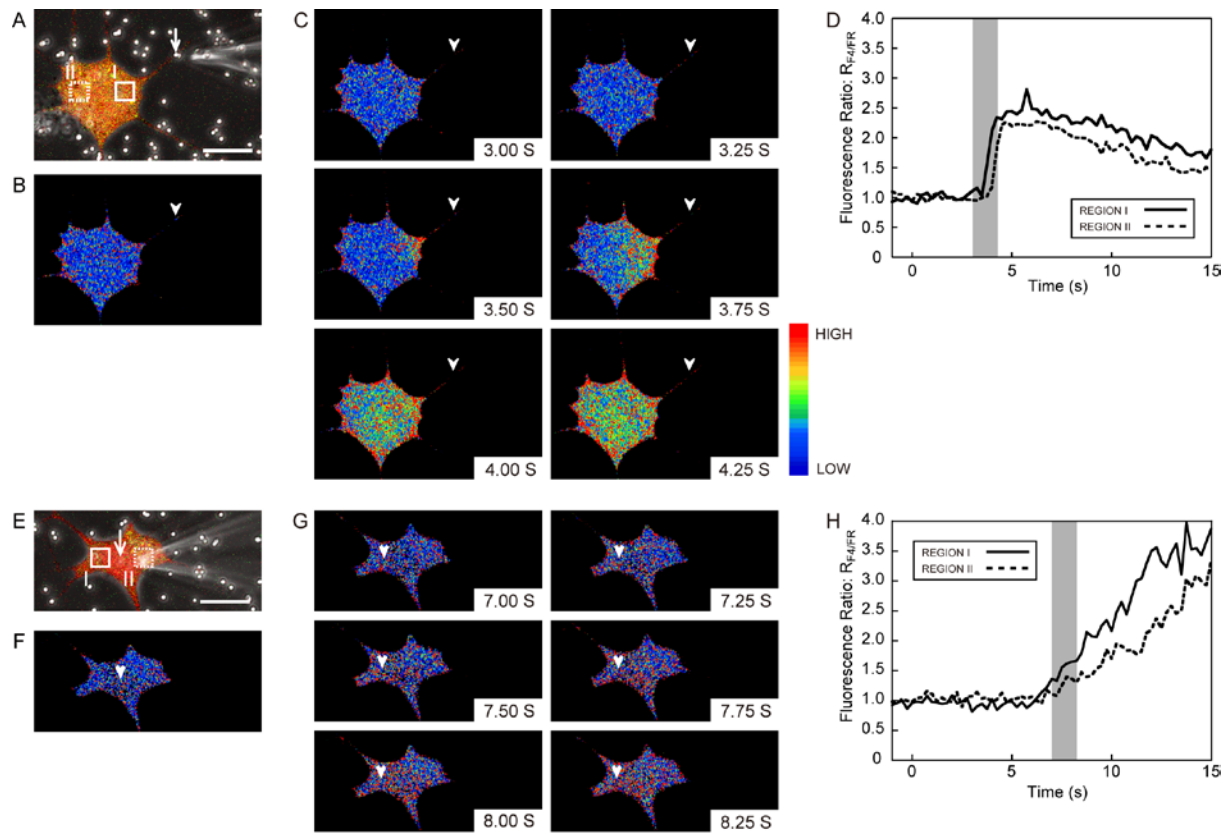 A
II
I
B
C
3.00 S
3.25 S
3.50 S
3.75 S
4.00 S
4.25 S
HIGH
LOW
D
Fluorescence Ratio: R_F4/FR
4.0
3.5
3.0
2.5
2.0
1.5
1.0
0.5
0
REGION I
REGION II
0
5
10
15
Time (s)
E
I
II
F
G
7.00 S
7.25 S
7.50 S
7.75 S
8.00 S
8.25 S
H
Fluorescence Ratio: R_F4/FR
4.0
3.5
3.0
2.5
2.0
1.5
1.0
0.5
0
REGION I
REGION II
0
5
10
15
Time (s)